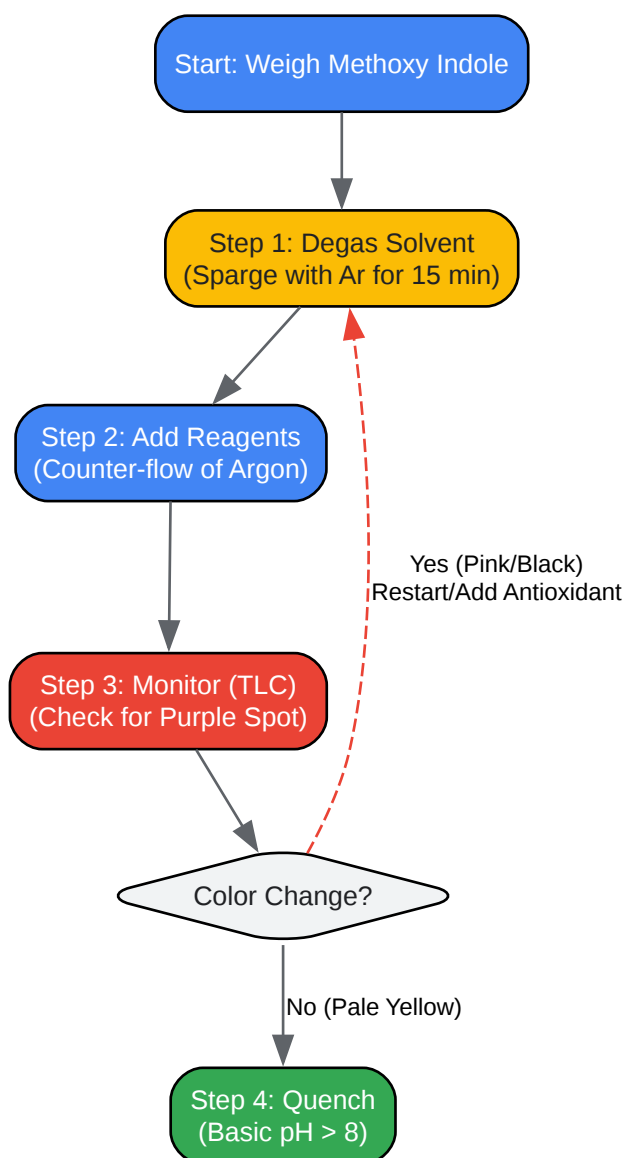 Start: Weigh Methoxy Indole
Step 1: Degas Solvent
(Sparge with Ar for 15 min)
Step 2: Add Reagents
(Counter-flow of Argon)
Yes (Pink/Black)
Restart/Add Antioxidant
Step 3: Monitor (TLC)
(Check for Purple Spot)
Color Change?
No (Pale Yellow)
Step 4: Quench
(Basic pH > 8)